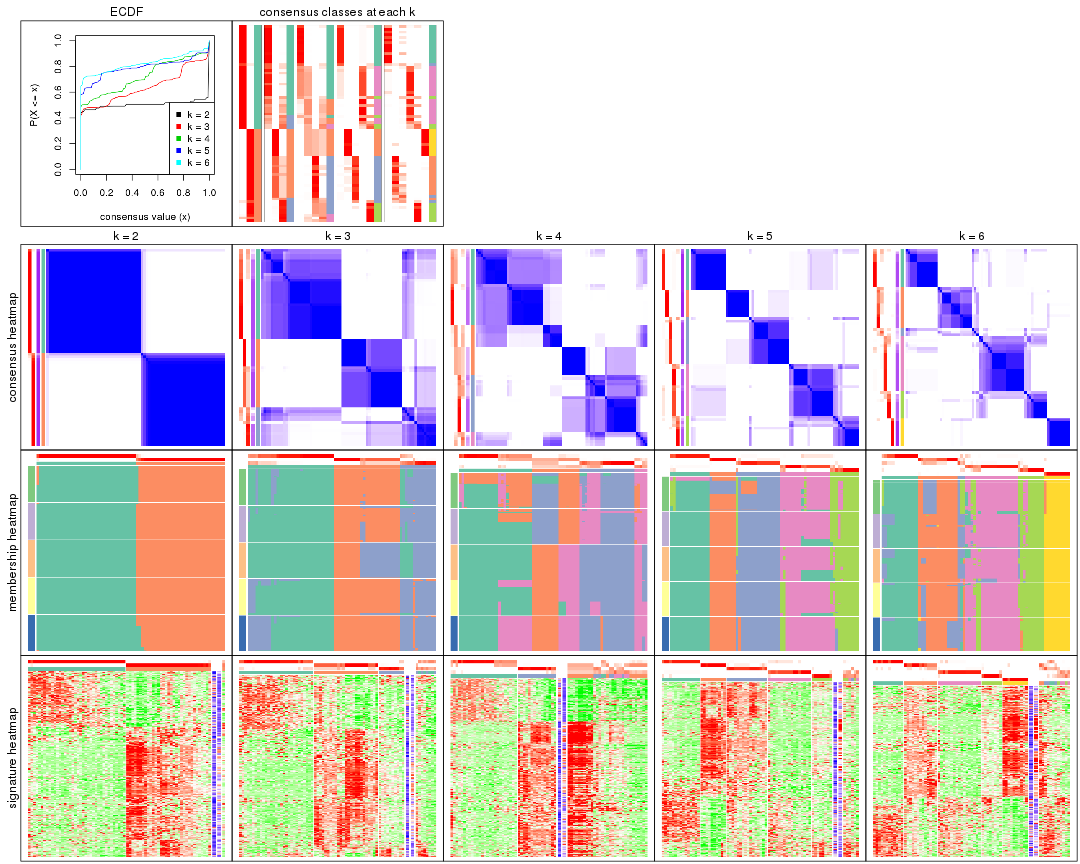 ECDF
consensus classes at each k
P(X <= x)
0.0 0.2 0.4 0.6 0.8 1.0
k = 2
k = 3
k = 4
k = 5
k = 6
0.0 0.2 0.4 0.6 0.8 1.0
consensus value (x)
k = 2 k = 3 k = 4 k = 5 k = 6
consensus heatmap
membership heatmap
signature heatmap